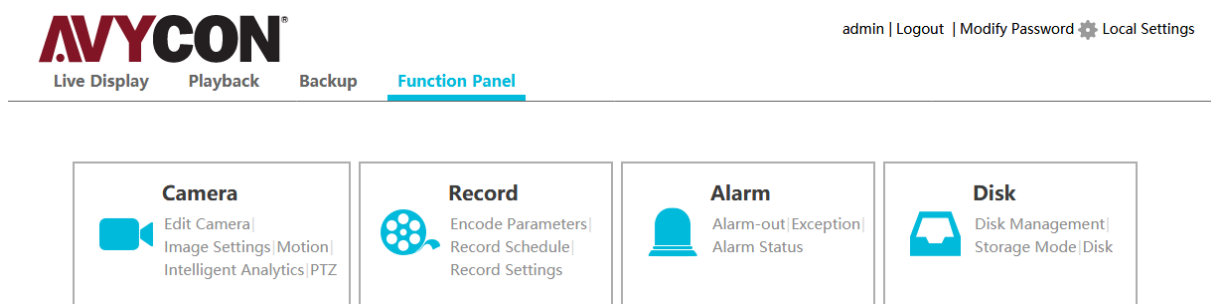 AVYCON®
admin | Logout | Modify Password Local Settings
Live Display Playback Backup Function Panel
Camera
Edit Camera|
Image Settings|Motion|
Intelligent Analytics|PTZ
Record
Encode Parameters|
Record Schedule|
Record Settings
Alarm
Alarm-out|Exception|
Alarm Status
Disk
Disk Management|
Storage Mode|Disk